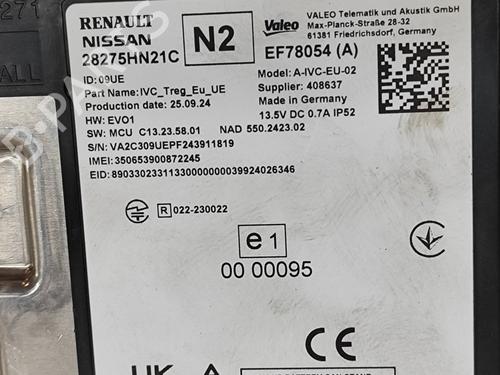 RENAULT
NISSAN
28275HN21C
N2
Valeo
VALEO Telematik und Akustik GmbH
Max-Planck-Straße 28-32
61381 Friedrichsdorf, Germany
EF78054 (A)
ID:09UE
Part Name:IVC_Treg_Eu_UE
Production date: 25.09.24
HW: EVO1
SW: MCU C13.23.58.01 NAD 550.2423.02
S/N: VA2C309UEPF243911819
IMEI: 350653900872245
EID: 89033023311330000000039924026346
Model: A-IVC-EU-02
Supplier: 408637
Made in Germany
13.5V DC 0.7A IP52
R 022-230022
e1
00 00095
CE
UK
271
ALL